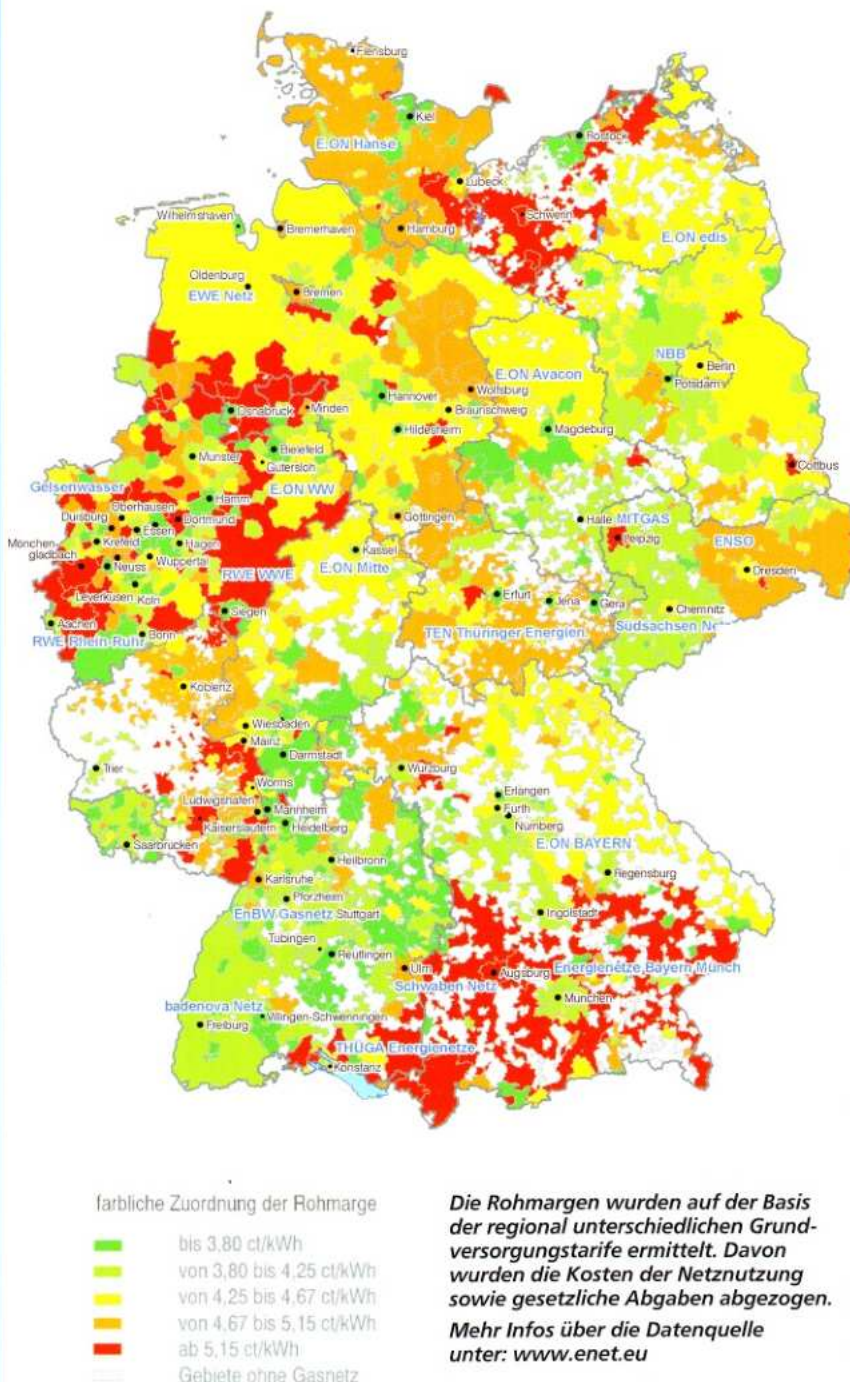 Flensburg
Kiel
E.ON Hanse
Rostock
Lübeck
Wilhelmshaven
Bremerhaven
Hamburg
Schwerin
E.ON edis
Oldenburg
EWE Netz
Bremen
NBB
Berlin
E.ON Avacon
Potsdam
Hannover
Wolfsburg
Osnabrück
Minden
Braunschweig
Hildesheim
Magdeburg
Bielefeld
Münster
Gütersloh
Cottbus
Gelsenwasser
E.ON WW
Hamm
Oberhausen
Duisburg
Dortmund
Göttingen
Halle
MITGAS
Essen
Leipzig
ENSO
Krefeld
Hagen
Mönchen-
gladbach
Kassel
Neuss
Wuppertal
E.ON Mitte
Dresden
RWE WWE
Leverkusen
Köln
Erfurt
Jena
Gera
Chemnitz
Siegen
Aachen
Südsachsen Ne
Bonn
TEN Thüringer Energien
RWE Rhein-Ruhr
Koblenz
Wiesbaden
Mainz
Darmstadt
Trier
Würzburg
Worms
Erlangen
Ludwigshafen
Mannheim
Fürth
Kaiserslautern
Heidelberg
Nürnberg
Saarbrücken
E.ON BAYERN
Heilbronn
Karlsruhe
Regensburg
Pforzheim
EnBW Gasnetz
Stuttgart
Ingolstadt
Tübingen
Reutlingen
Ulm
Augsburg
Energienetze Bayern Münch
Schwaben Netz
München
badenova Netz
Villingen-Schwenningen
Freiburg
THÜGA Energienetze
Konstanz
farbliche Zuordnung der Rohmarge
bis 3,80 ct/kWh
von 3,80 bis 4,25 ct/kWh
von 4,25 bis 4,67 ct/kWh
von 4,67 bis 5,15 ct/kWh
ab 5,15 ct/kWh
Gebiete ohne Gasnetz
Die Rohmargen wurden auf der Basis
der regional unterschiedlichen Grund-
versorgungstarife ermittelt. Davon
wurden die Kosten der Netznutzung
sowie gesetzliche Abgaben abgezogen.
Mehr Infos über die Datenquelle
unter: www.enet.eu